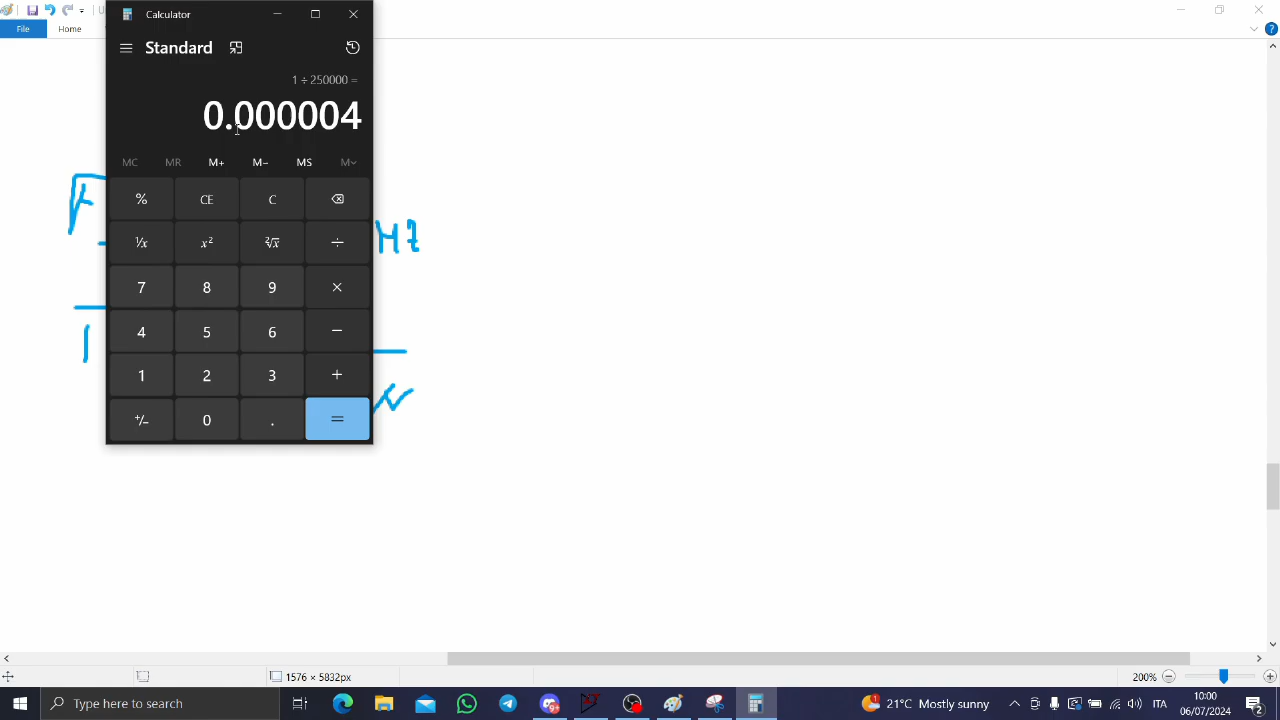 Calculator
File
Home
Standard
1 ÷ 250000 =
0.000004
MC MR M+ M− MS M˅
% CE C
¹/x x² ²√x ÷
7 8 9 ×
4 5 6 −
1 2 3 +
+/− 0 . =
Hz
1
1576 × 5832px
200%
Type here to search
21°C Mostly sunny
ITA
10:00
06/07/2024
2